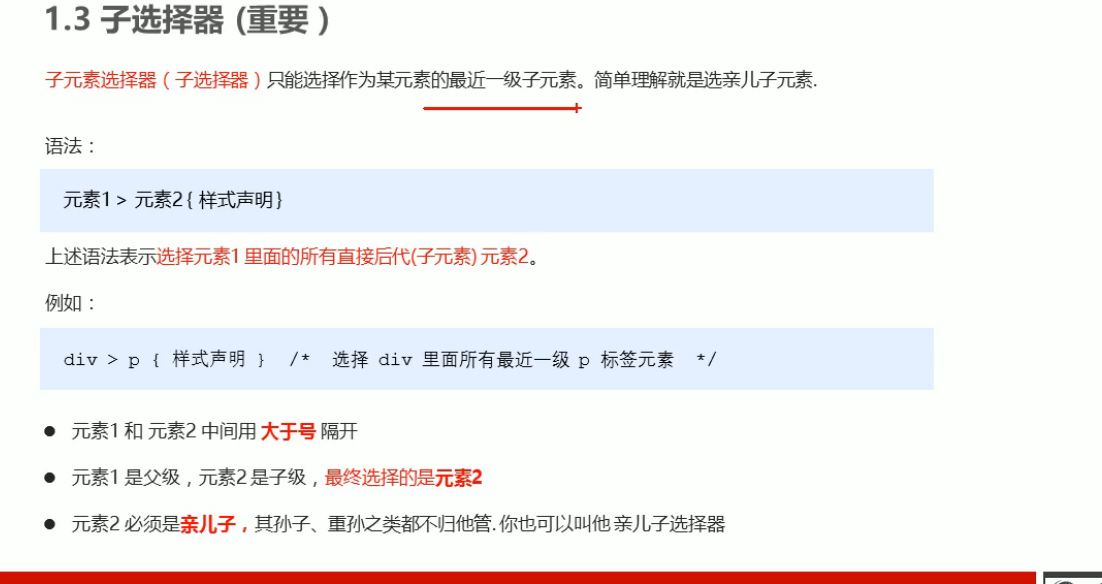 1.3 子选择器 (重要 )
子元素选择器（子选择器）只能选择作为某元素的最近一级子元素。简单理解就是选亲儿子元素.
语法：
元素1 > 元素2 { 样式声明 }
上述语法表示选择元素1 里面的所有直接后代(子元素) 元素2。
例如：
div > p { 样式声明 } /* 选择 div 里面所有最近一级 p 标签元素 */
● 元素1 和 元素2 中间用 大于号 隔开
● 元素1 是父级，元素2 是子级，最终选择的是元素2
● 元素2 必须是亲儿子，其孙子、重孙之类都不归他管. 你也可以叫他 亲儿子选择器